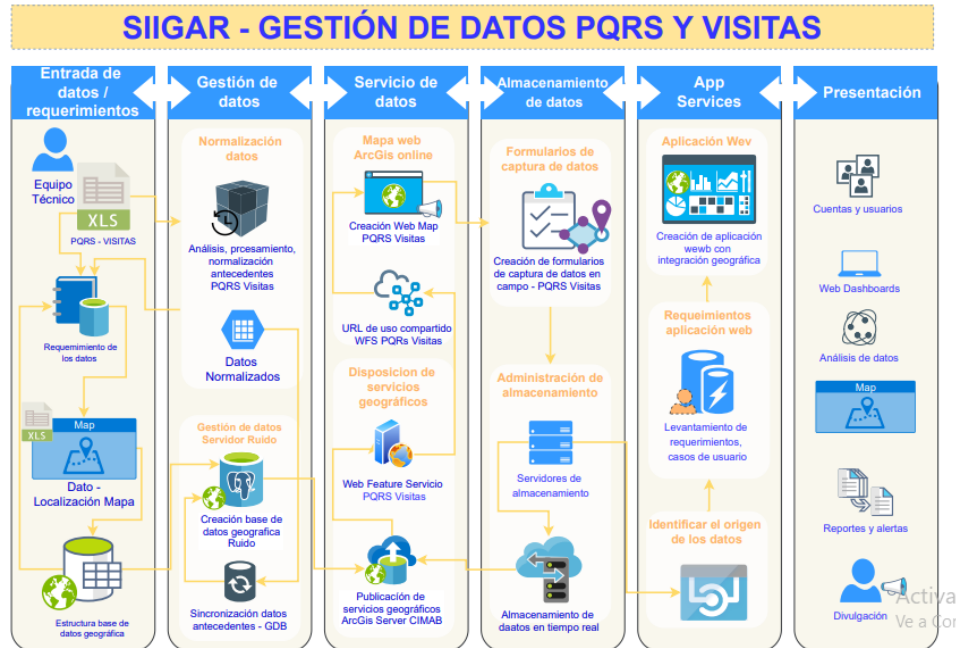 SIIGAR - GESTIÓN DE DATOS PQRS Y VISITAS
Entrada de
datos /
requerimientos
Equipo
Técnico
XLS
PQRS - VISITAS
Requemimiento de
los datos
XLS
Map
Dato -
Localización Mapa
Estructura base de
datos geográfica
Gestión de
datos
Normalización
datos
Análisis, prcesamiento,
normalización
antecedentes
PQRS Visitas
Datos
Normalizados
Gestión de datos
Servidor Ruido
Creación base de
datos geografica
Ruido
Sincronización datos
antecedentes - GDB
Servicio de
datos
Mapa web
ArcGis online
Creación Web Map
PQRS Visitas
URL de uso compartido
WFS PQRs Visitas
Disposicion de
servicios
geográficos
Web Feature Servicio
PQRS Visitas
Publicación de
servicios geográficos
ArcGis Server CIMAB
Almacenamiento
de datos
Formularios de
captura de datos
Creación de formularios
de captura de datos en
campo - PQRS Visitas
Administración de
almacenamiento
Servidores de
almacenamiento
Almacenamiento de
daatos en tiempo real
App
Services
Aplicación Wev
Creación de aplicación
wewb con
integración geográfica
Requeimientos
aplicación web
Levantamiento de
requerimientos,
casos de usuario
Identificar el origen
de los datos
Presentación
Cuentas y usuarios
Web Dashboards
Análisis de datos
Map
Reportes y alertas
Divulgación
Activa
Ve a Con